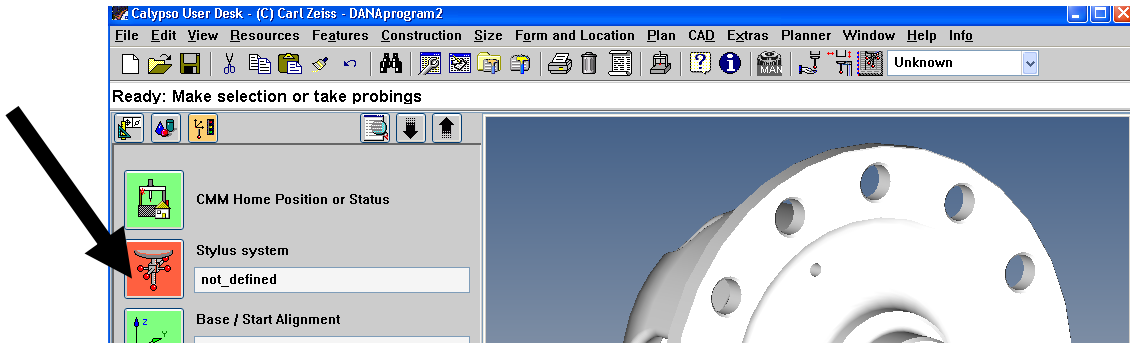 Calypso User Desk - (C) Carl Zeiss - DANAprogram2
File Edit View Resources Features Construction Size Form and Location Plan CAD Extras Planner Window Help Info
MAN
Unknown
Ready: Make selection or take probings
CMM Home Position or Status
Stylus system
not_defined
Base / Start Alignment
Z
Y